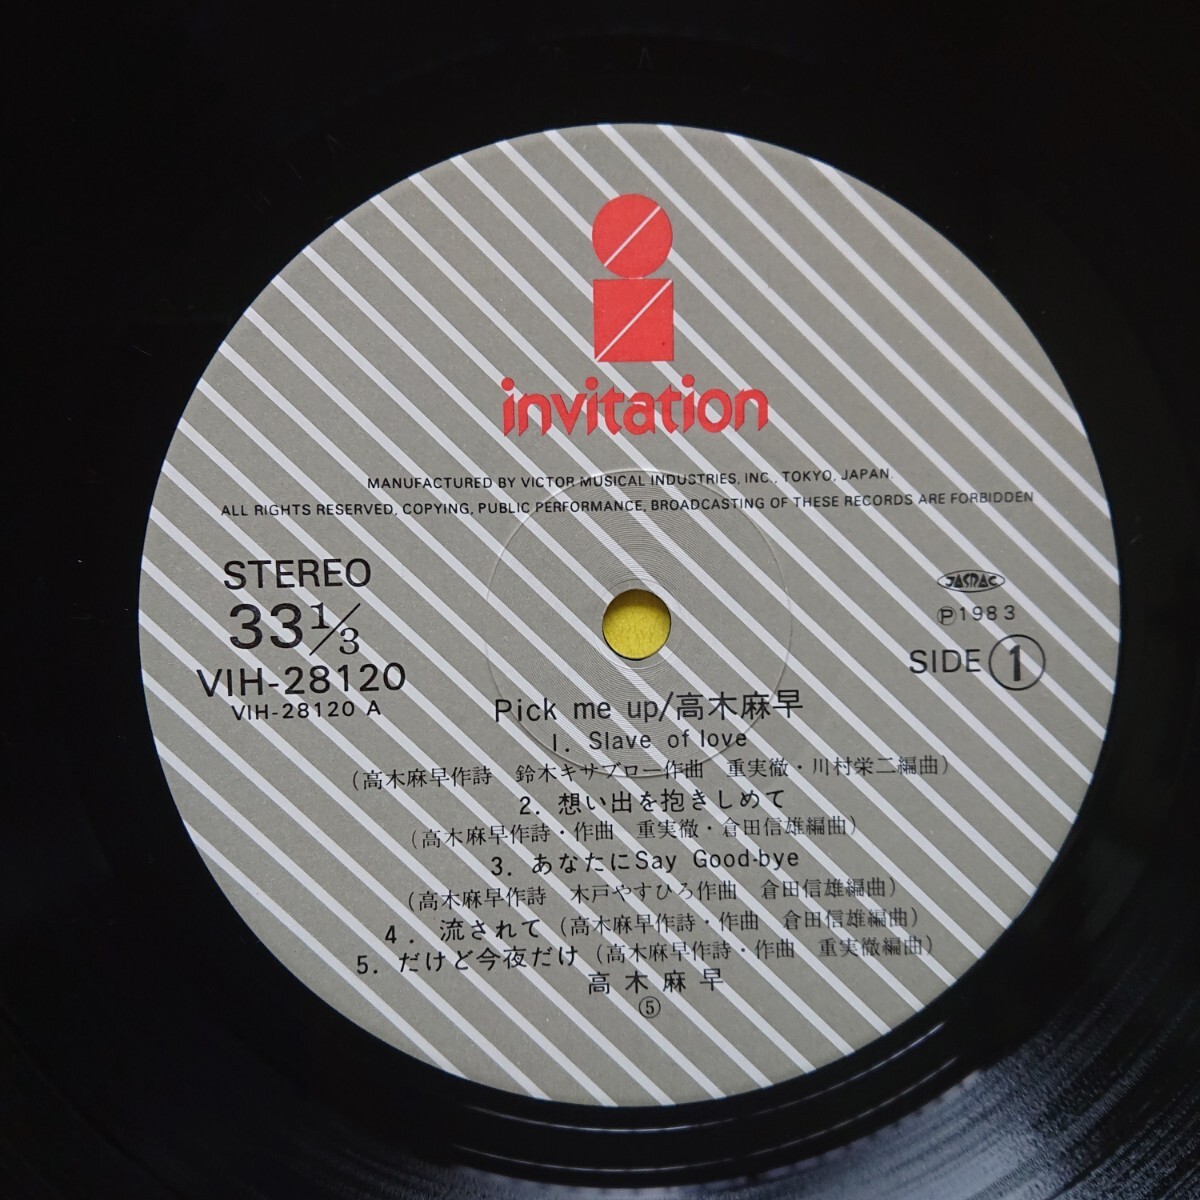 invitation
MANUFACTURED BY VICTOR MUSICAL INDUSTRIES, INC., TOKYO, JAPAN.
ALL RIGHTS RESERVED, COPYING, PUBLIC PERFORMANCE, BROADCASTING OF THESE RECORDS ARE FORBIDDEN
STEREO
33 1/3
VIH-28120
VIH-28120 A
JASRAC
Ⓟ1983
SIDE 1
Pick me up/高木麻早
1. Slave of love
(高木麻早作詩 鈴木キサブロー作曲 重実徹・川村栄二編曲)
2. 想い出を抱きしめて
(高木麻早作詩・作曲 重実徹・倉田信雄編曲)
3. あなたにSay Good-bye
(高木麻早作詩 木戸やすひろ作曲 倉田信雄編曲)
4. 流されて (高木麻早作詩・作曲 倉田信雄編曲)
5. だけど今夜だけ (高木麻早作詩・作曲 重実徹編曲)
高木麻早
⑤